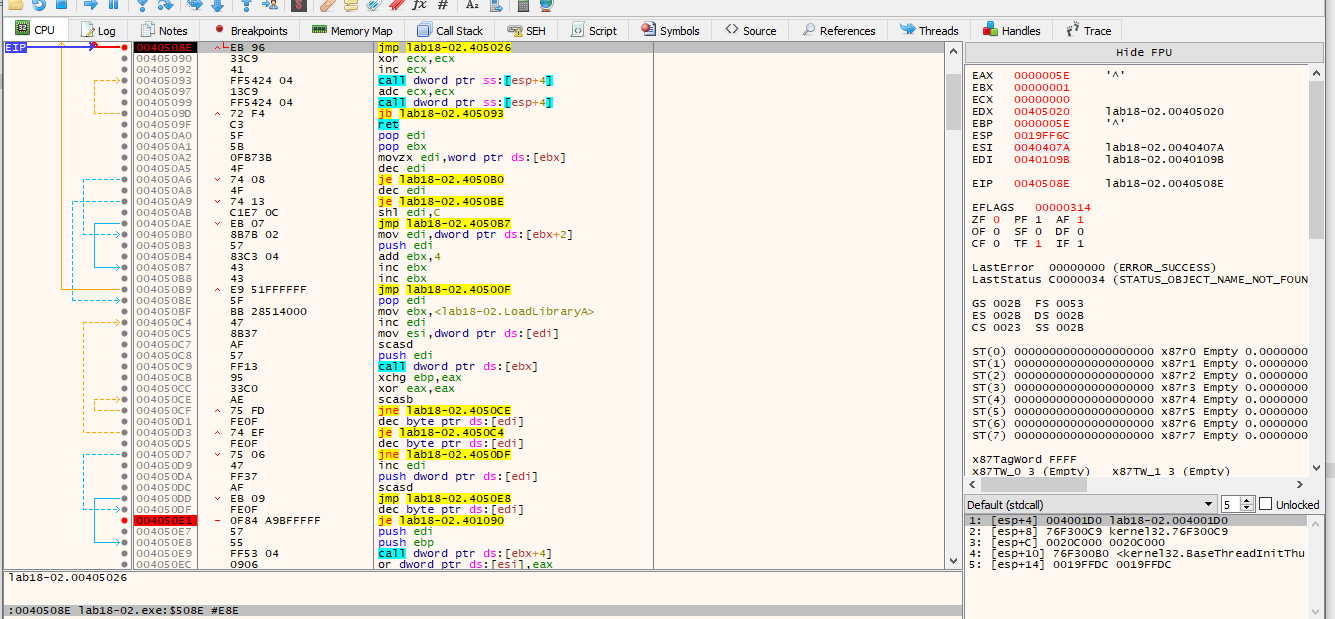 CPU Log Notes Breakpoints Memory Map Call Stack SEH Script Symbols Source References Threads Handles Trace
EIP 0040508E EB 96 jmp lab18-02.405026
00405090 33C9 xor ecx,ecx
00405092 41 inc ecx
00405093 FF5424 04 call dword ptr ss:[esp+4]
00405097 13C9 adc ecx,ecx
00405099 FF5424 04 call dword ptr ss:[esp+4]
0040509D 72 F4 jb lab18-02.405093
0040509F C3 ret
004050A0 5F pop edi
004050A1 5B pop ebx
004050A2 0FB73B movzx edi,word ptr ds:[ebx]
004050A5 4F dec edi
004050A6 74 08 je lab18-02.4050B0
004050A8 4F dec edi
004050A9 74 13 je lab18-02.4050BE
004050AB C1E7 0C shl edi,C
004050AE EB 07 jmp lab18-02.4050B7
004050B0 8B7B 02 mov edi,dword ptr ds:[ebx+2]
004050B3 57 push edi
004050B4 83C3 04 add ebx,4
004050B7 43 inc ebx
004050B8 43 inc ebx
004050B9 E9 51FFFFFF jmp lab18-02.40500F
004050BE 5F pop edi
004050BF BB 28514000 mov ebx,<lab18-02.LoadLibraryA>
004050C4 47 inc edi
004050C5 8B37 mov esi,dword ptr ds:[edi]
004050C7 AF scasd
004050C8 57 push edi
004050C9 FF13 call dword ptr ds:[ebx]
004050CB 95 xchg ebp,eax
004050CC 33C0 xor eax,eax
004050CE AE scasb
004050CF 75 FD jne lab18-02.4050CE
004050D1 FE0F dec byte ptr ds:[edi]
004050D3 74 EF je lab18-02.4050C4
004050D5 FE0F dec byte ptr ds:[edi]
004050D7 75 06 jne lab18-02.4050DF
004050D9 47 inc edi
004050DA FF37 push dword ptr ds:[edi]
004050DC AF scasd
004050DD EB 09 jmp lab18-02.4050E8
004050DF FE0F dec byte ptr ds:[edi]
004050E1 0F84 A9BFFFFF je lab18-02.401090
004050E7 57 push edi
004050E8 55 push ebp
004050E9 FF53 04 call dword ptr ds:[ebx+4]
004050EC 0906 or dword ptr ds:[esi],eax
lab18-02.00405026
:0040508E lab18-02.exe:$508E #E8E
Hide FPU
EAX 0000005E '^'
EBX 00000001
ECX 00000000
EDX 00405020 lab18-02.00405020
EBP 0000005E '^'
ESP 0019FF6C
ESI 0040407A lab18-02.0040407A
EDI 0040109B lab18-02.0040109B
EIP 0040508E lab18-02.0040508E
EFLAGS 00000314
ZF 0 PF 1 AF 1
OF 0 SF 0 DF 0
CF 0 TF 1 IF 1
LastError 00000000 (ERROR_SUCCESS)
LastStatus C0000034 (STATUS_OBJECT_NAME_NOT_FOUN
GS 002B FS 0053
ES 002B DS 002B
CS 0023 SS 002B
ST(0) 00000000000000000000 x87r0 Empty 0.0000000
ST(1) 00000000000000000000 x87r1 Empty 0.0000000
ST(2) 00000000000000000000 x87r2 Empty 0.0000000
ST(3) 00000000000000000000 x87r3 Empty 0.0000000
ST(4) 00000000000000000000 x87r4 Empty 0.0000000
ST(5) 00000000000000000000 x87r5 Empty 0.0000000
ST(6) 00000000000000000000 x87r6 Empty 0.0000000
ST(7) 00000000000000000000 x87r7 Empty 0.0000000
x87TagWord FFFF
x87TW_0 3 (Empty) x87TW_1 3 (Empty)
Default (stdcall) 5 Unlocked
1: [esp+4] 004001D0 lab18-02.004001D0
2: [esp+8] 76F300C9 kernel32.76F300C9
3: [esp+C] 0020C000 0020C000
4: [esp+10] 76F300B0 <kernel32.BaseThreadInitThu
5: [esp+14] 0019FFDC 0019FFDC